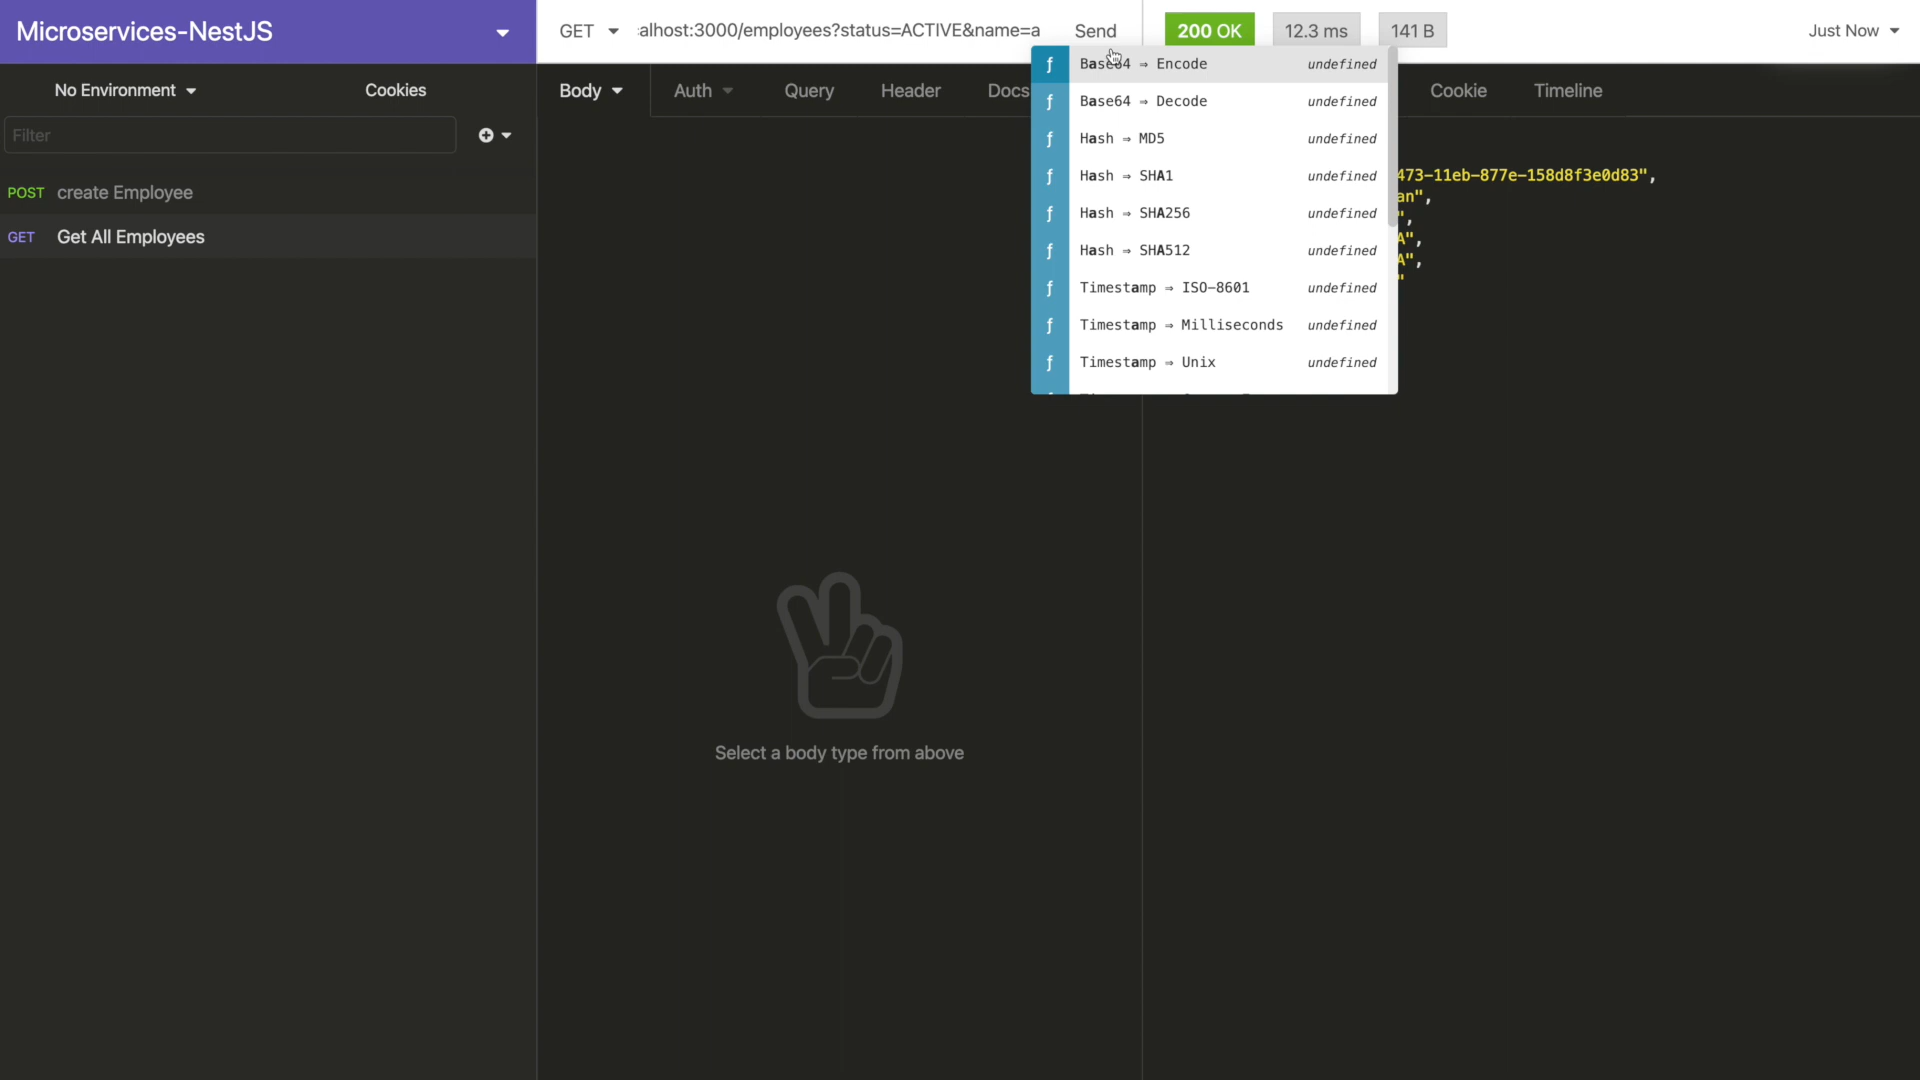 Microservices-NestJS
GET
alhost:3000/employees?status=ACTIVE&name=a
Send
200 OK
12.3 ms
141 B
Just Now
No Environment
Cookies
Body
Auth
Query
Header
Docs
Cookie
Timeline
Filter
POST create Employee
GET Get All Employees
ƒ Base64 ⇒ Encode undefined
ƒ Base64 ⇒ Decode undefined
ƒ Hash ⇒ MD5 undefined
ƒ Hash ⇒ SHA1 undefined
ƒ Hash ⇒ SHA256 undefined
ƒ Hash ⇒ SHA512 undefined
ƒ Timestamp ⇒ ISO-8601 undefined
ƒ Timestamp ⇒ Milliseconds undefined
ƒ Timestamp ⇒ Unix undefined
473-11eb-877e-158d8f3e0d83",
an",
",
A",
A",
"
Select a body type from above